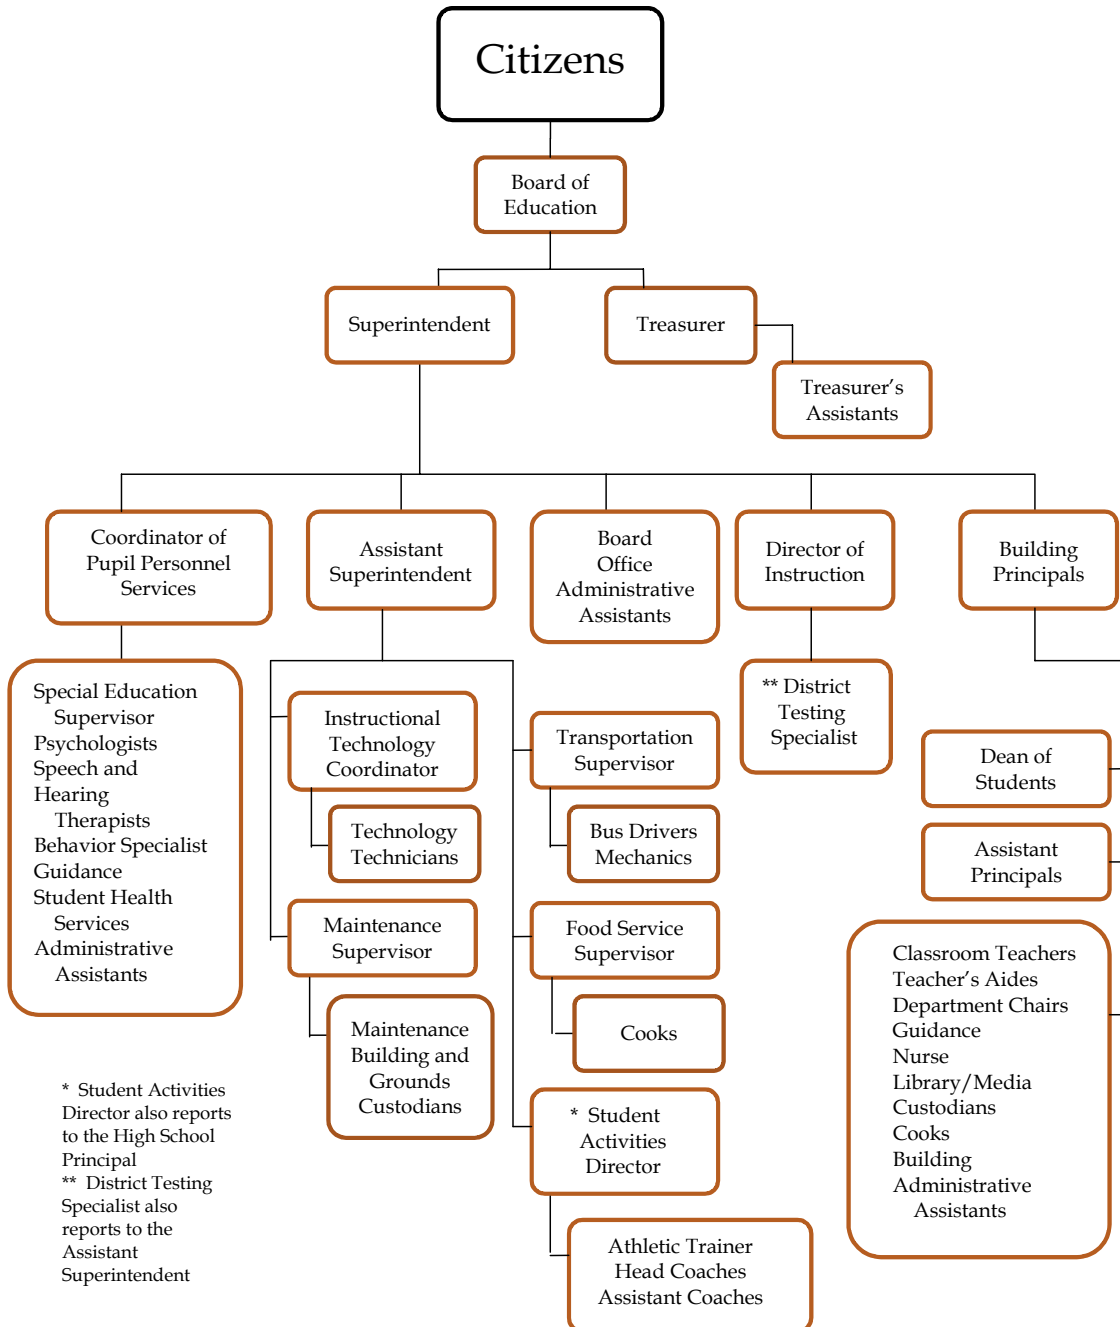 Citizens
Board of
Education
Superintendent
Treasurer
Treasurer’s
Assistants
Coordinator of
Pupil Personnel
Services
Assistant
Superintendent
Board
Office
Administrative
Assistants
Director of
Instruction
Building
Principals
Special Education
Supervisor
Psychologists
Speech and
Hearing
Therapists
Behavior Specialist
Guidance
Student Health
Services
Administrative
Assistants
Instructional
Technology
Coordinator
Technology
Technicians
Maintenance
Supervisor
Maintenance
Building and
Grounds
Custodians
Transportation
Supervisor
Bus Drivers
Mechanics
Food Service
Supervisor
Cooks
* Student
Activities
Director
Athletic Trainer
Head Coaches
Assistant Coaches
** District
Testing
Specialist
Dean of
Students
Assistant
Principals
Classroom Teachers
Teacher’s Aides
Department Chairs
Guidance
Nurse
Library/Media
Custodians
Cooks
Building
Administrative
Assistants
* Student Activities
Director also reports
to the High School
Principal
** District Testing
Specialist also
reports to the
Assistant
Superintendent